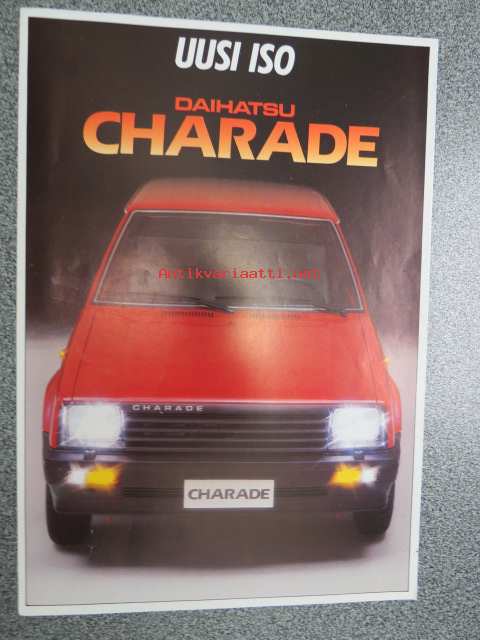 UUSI ISO
DAIHATSU
CHARADE
Antikvariaatti.net
CHARADE
CHARADE